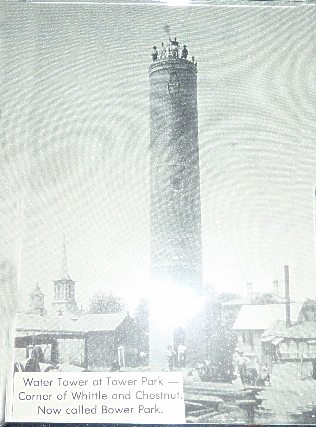 Water Tower at Tower Park —
Corner of Whittle and Chestnut.
Now called Bower Park.